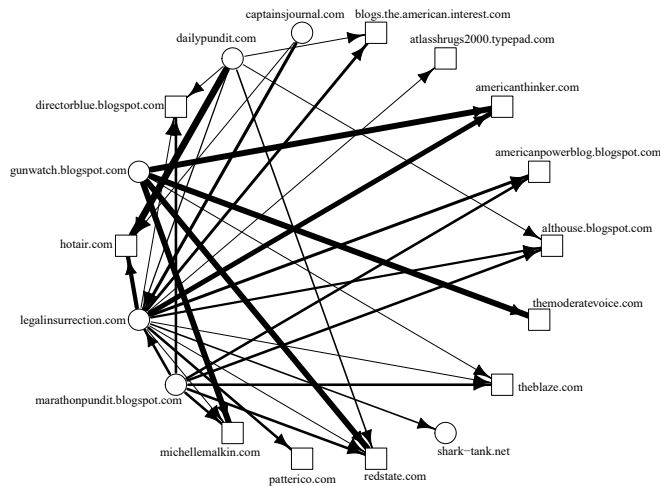 captainsjournal.com
blogs.the.american.interest.com
dailypundit.com
atlasshrugs2000.typepad.com
americanthinker.com
directorblue.blogspot.com
americanpowerblog.blogspot.com
gunwatch.blogspot.com
althouse.blogspot.com
hotair.com
themoderatevoice.com
legalinsurrection.com
theblaze.com
marathonpundit.blogspot.com
michellemalkin.com
shark−tank.net
patterico.com
redstate.com